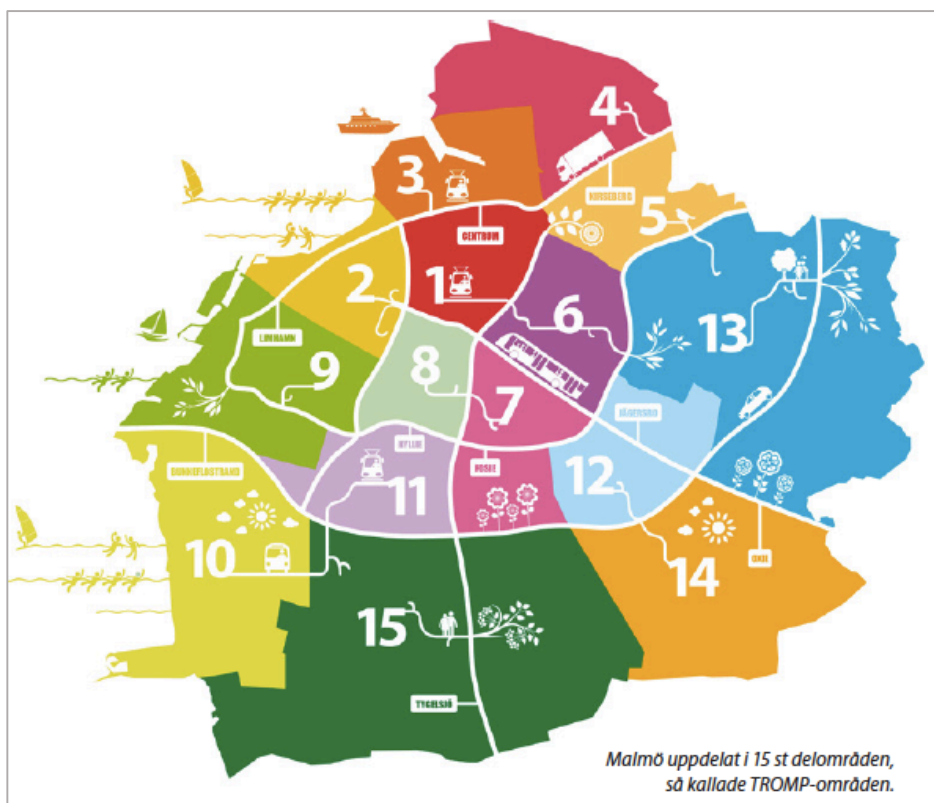 4
KIRSEBERG
3
5
CENTRUM
2
1
6
13
LIMHAMN
9
8
7
JÄGERSRO
HYLLIE
FOSIE
BUNKEFLOSTRAND
11
12
OXIE
10
14
15
TYGELSJÖ
Malmö uppdelat i 15 st delområden,
så kallade TROMP-områden.